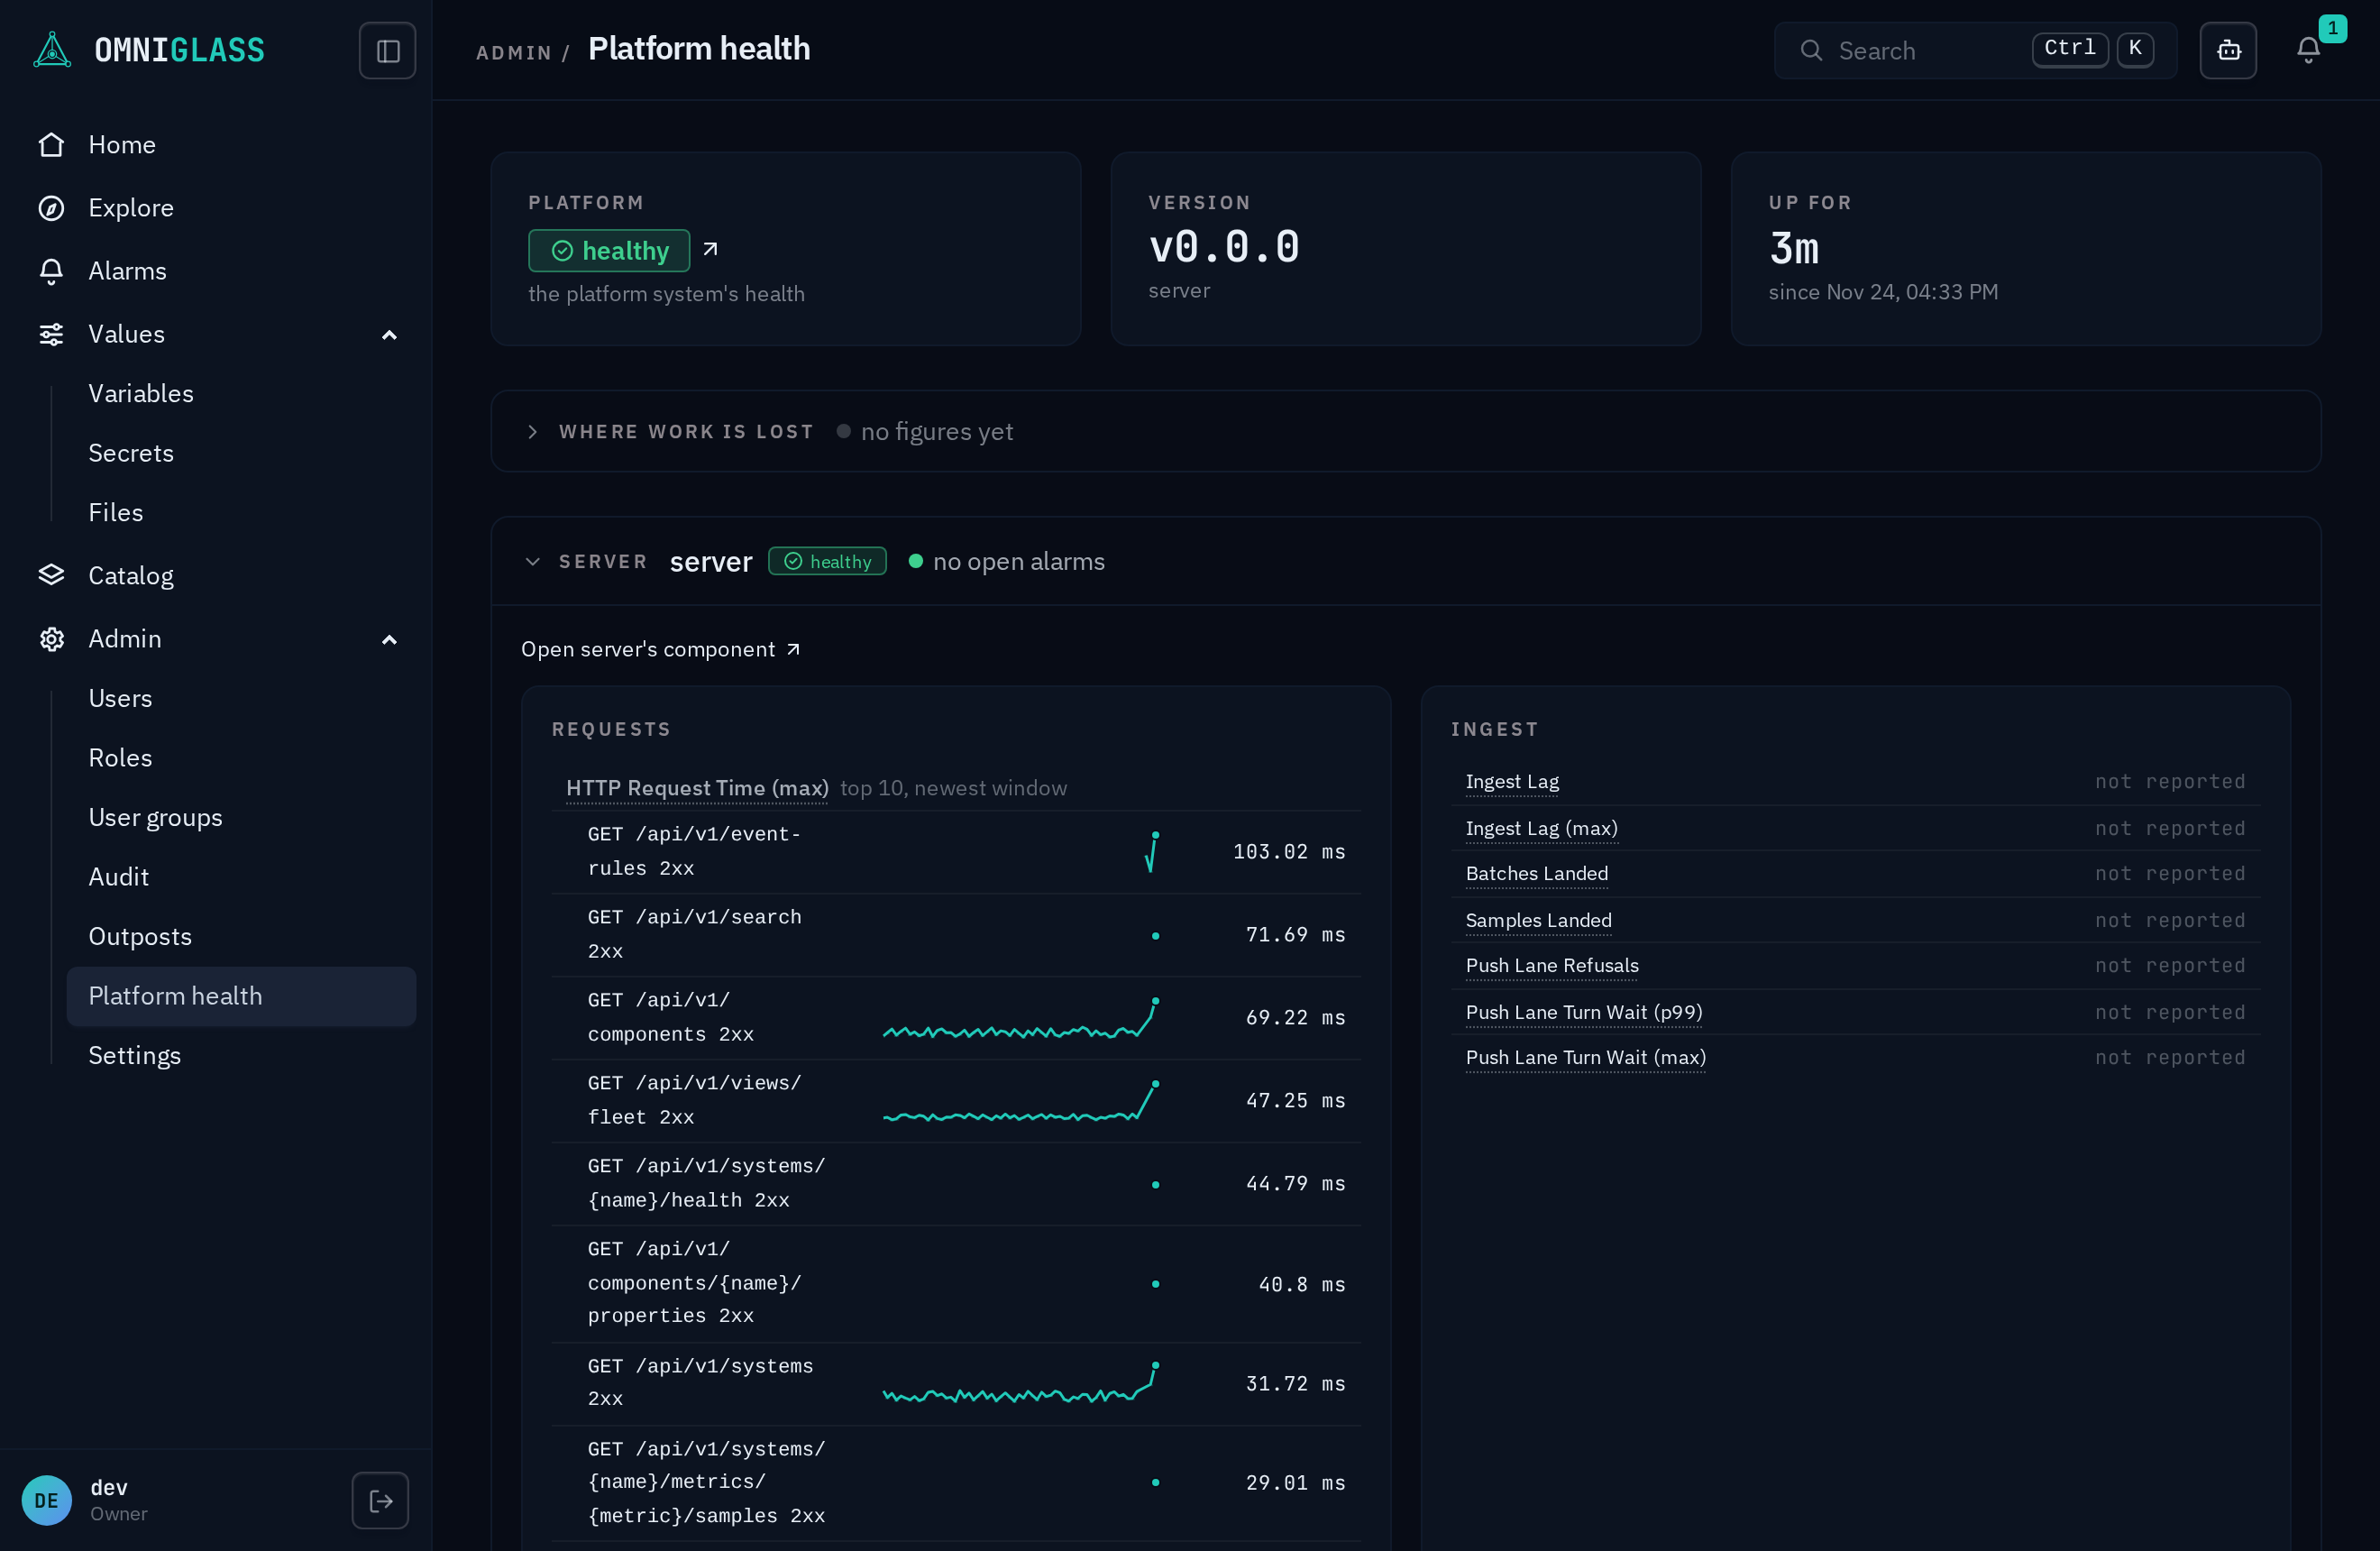 OMNIGLASS
ADMIN / Platform health
Search Ctrl K
1
Home
Explore
Alarms
Values
Variables
Secrets
Files
Catalog
Admin
Users
Roles
User groups
Audit
Outposts
Platform health
Settings
DE
dev
Owner
PLATFORM
healthy
the platform system's health
VERSION
v0.0.0
server
UP FOR
3m
since Nov 24, 04:33 PM
WHERE WORK IS LOST no figures yet
SERVER server healthy no open alarms
Open server's component
REQUESTS
HTTP Request Time (max) top 10, newest window
GET /api/v1/event-
rules 2xx
103.02 ms
GET /api/v1/search
2xx
71.69 ms
GET /api/v1/
components 2xx
69.22 ms
GET /api/v1/views/
fleet 2xx
47.25 ms
GET /api/v1/systems/
{name}/health 2xx
44.79 ms
GET /api/v1/
components/{name}/
properties 2xx
40.8 ms
GET /api/v1/systems
2xx
31.72 ms
GET /api/v1/systems/
{name}/metrics/
{metric}/samples 2xx
29.01 ms
INGEST
Ingest Lag not reported
Ingest Lag (max) not reported
Batches Landed not reported
Samples Landed not reported
Push Lane Refusals not reported
Push Lane Turn Wait (p99) not reported
Push Lane Turn Wait (max) not reported